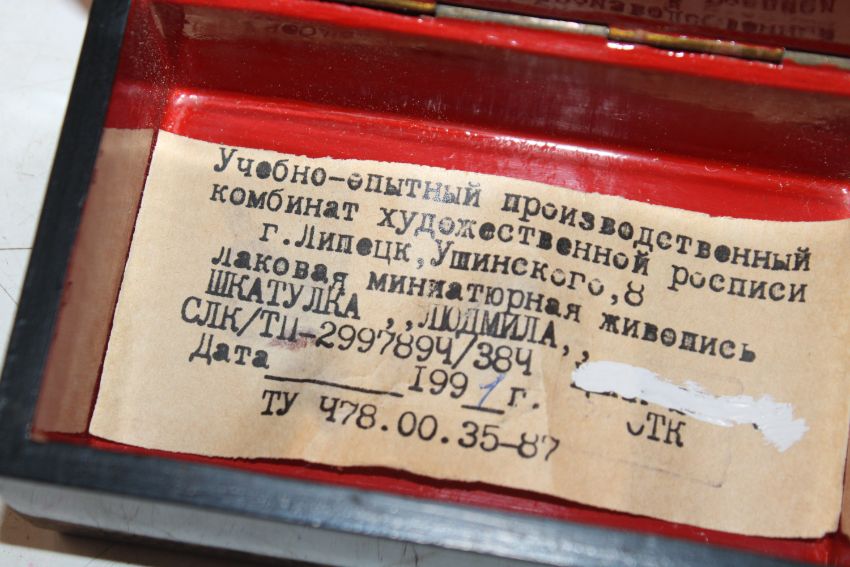 Учебно-опытный производственный
комбинат художественной росписи
г.Липецк,Ушинского,8
Лаковая миниатюрная живопись
ШКАТУЛКА ,,ЛЮДМИЛА,,
СЛК/ТП-2997894/384
Дата 1991г. ОТК
ТУ 478.00.35-87